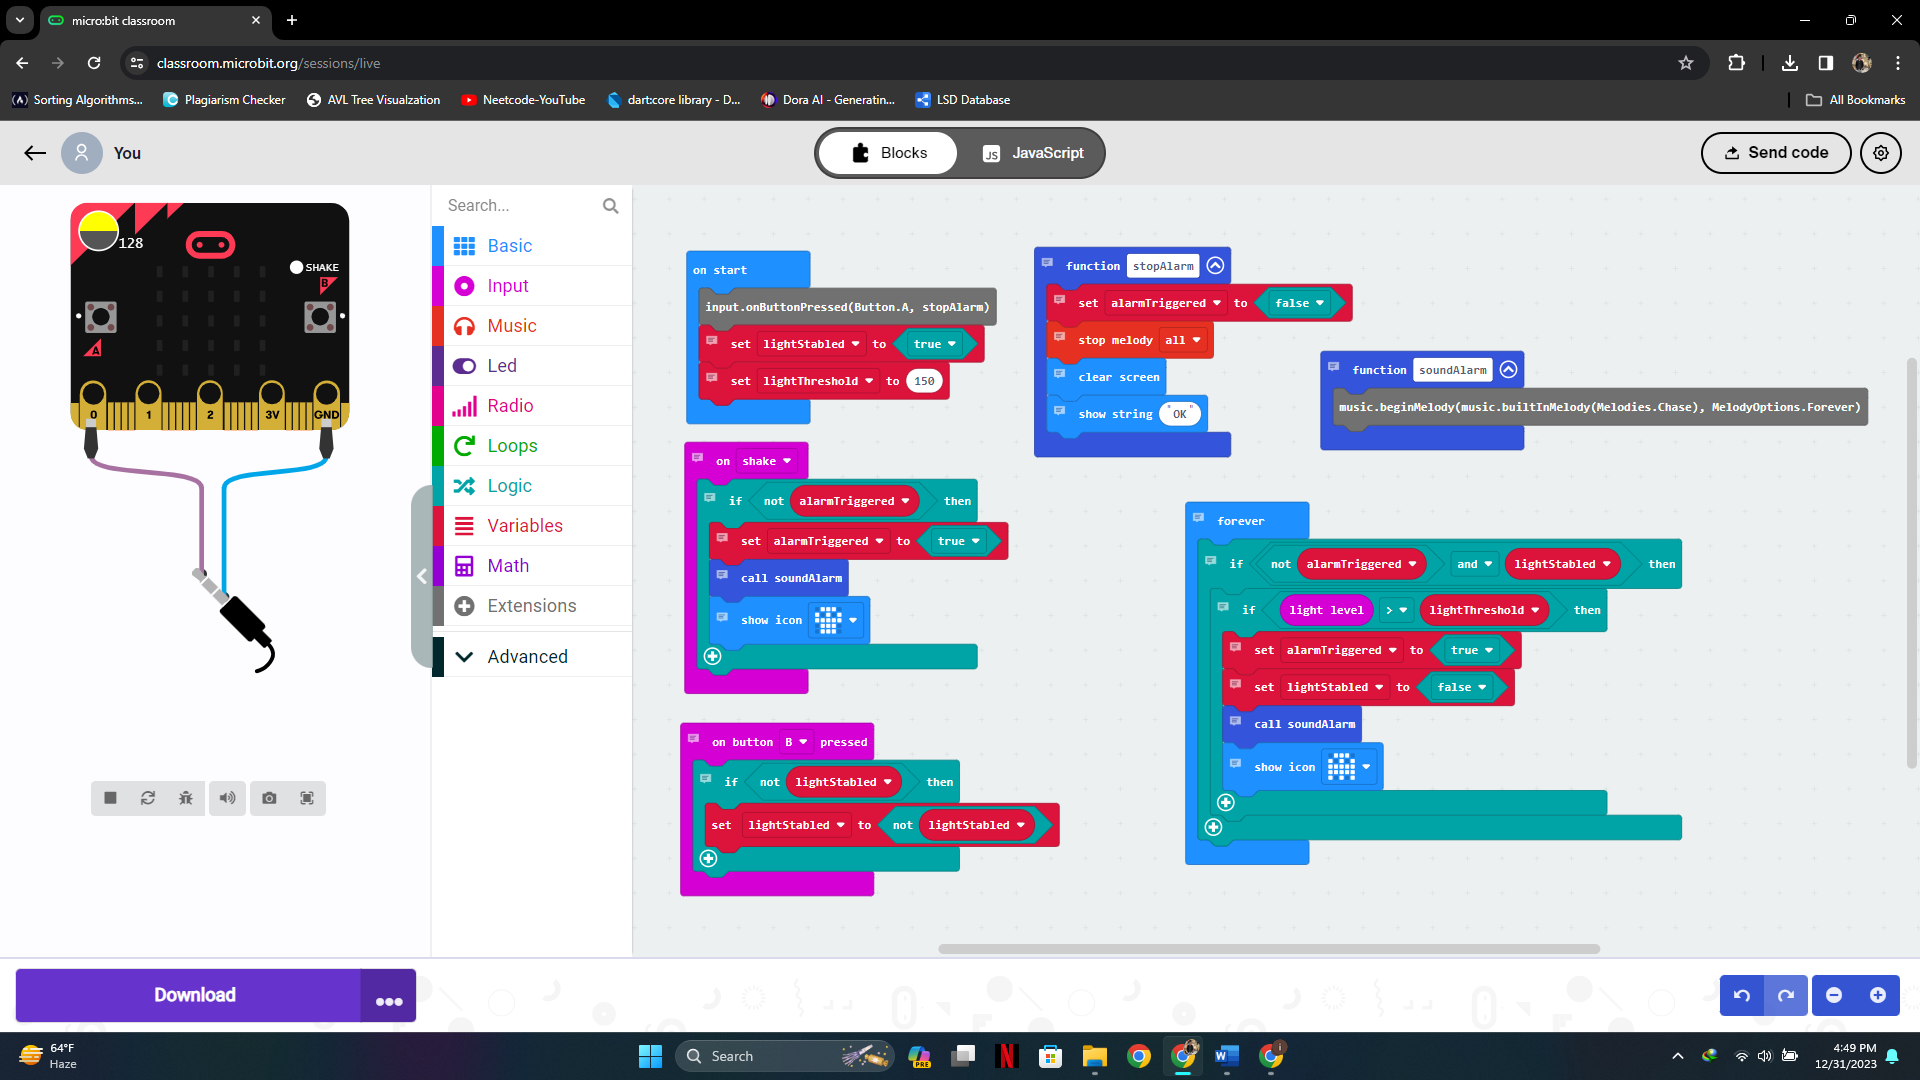 micro:bit classroom
classroom.microbit.org/sessions/live
Sorting Algorithms...
Plagiarism Checker
AVL Tree Visualzation
Neetcode-YouTube
dart:core library - D...
Dora AI - Generatin...
LSD Database
All Bookmarks
You
Blocks
JS JavaScript
Send code
128
SHAKE
B
A
0 1 2 3V GND
Search...
Basic
Input
Music
Led
Radio
Loops
Logic
Variables
Math
Extensions
Advanced
on start
input.onButtonPressed(Button.A, stopAlarm)
set lightStabled to true
set lightThreshold to 150
on shake
if not alarmTriggered then
set alarmTriggered to true
call soundAlarm
show icon
on button B pressed
if not lightStabled then
set lightStabled to not lightStabled
function stopAlarm
set alarmTriggered to false
stop melody all
clear screen
show string "OK"
function soundAlarm
music.beginMelody(music.builtInMelody(Melodies.Chase), MelodyOptions.Forever)
forever
if not alarmTriggered and lightStabled then
if light level > lightThreshold then
set alarmTriggered to true
set lightStabled to false
call soundAlarm
show icon
Download
64°F
Haze
Search
PRE
4:49 PM
12/31/2023